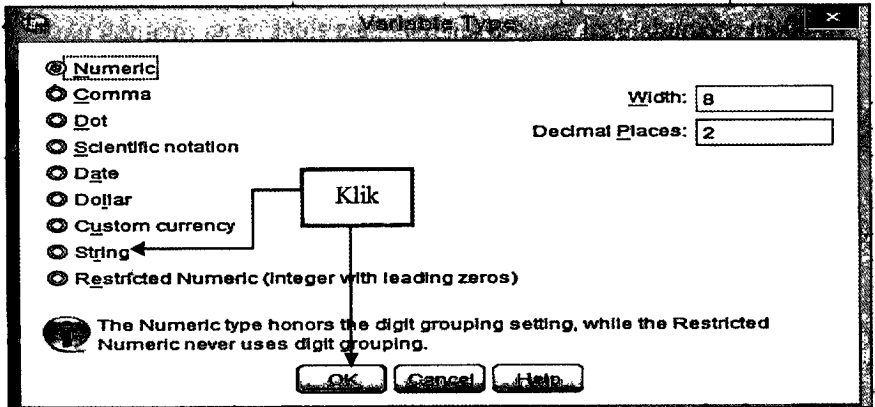 Variable Type
Numeric
Comma
Dot
Scientific notation
Date
Dollar
Custom currency
String
Restricted Numeric (integer with leading zeros)
Width: 8
Decimal Places: 2
Klik
The Numeric type honors the digit grouping setting, while the Restricted
Numeric never uses digit grouping.
OK Cancel Help